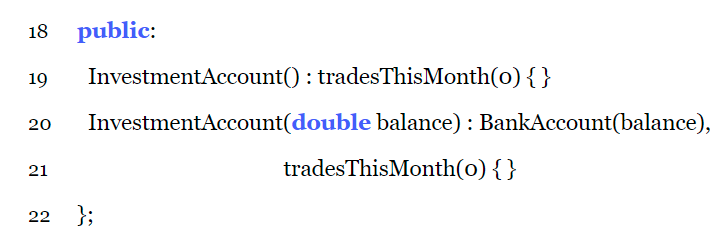 18 public:
19 InvestmentAccount() : tradesThisMonth(0) { }
20 InvestmentAccount(double balance) : BankAccount(balance),
21 tradesThisMonth(0) { }
22 };